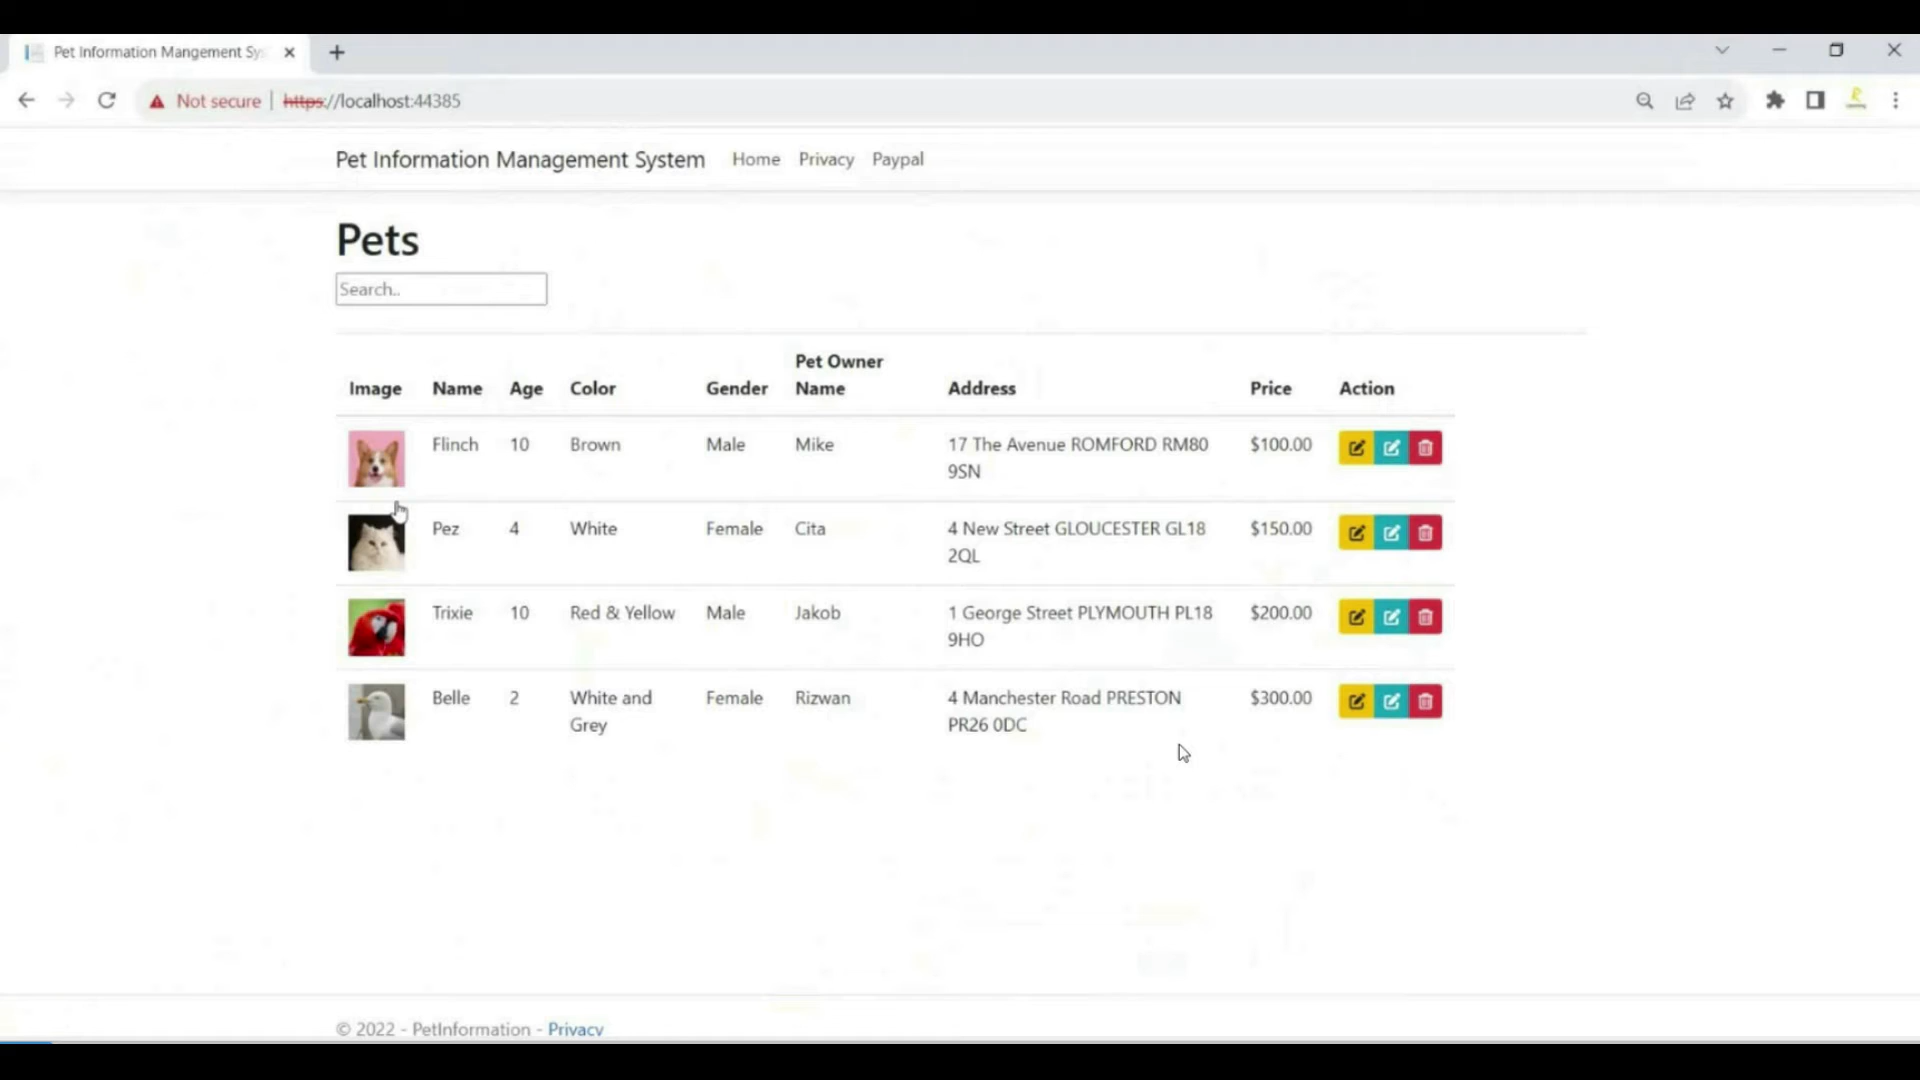 Pet Information Mangement Sy
Not secure | https://localhost:44385
Pet Information Management System Home Privacy Paypal
Pets
Search..
Image Name Age Color Gender Pet Owner Name Address Price Action
Flinch 10 Brown Male Mike 17 The Avenue ROMFORD RM80 $100.00
9SN
Pez 4 White Female Cita 4 New Street GLOUCESTER GL18 $150.00
2QL
Trixie 10 Red & Yellow Male Jakob 1 George Street PLYMOUTH PL18 $200.00
9HO
Belle 2 White and Female Rizwan 4 Manchester Road PRESTON $300.00
Grey PR26 0DC
© 2022 - PetInformation - Privacy